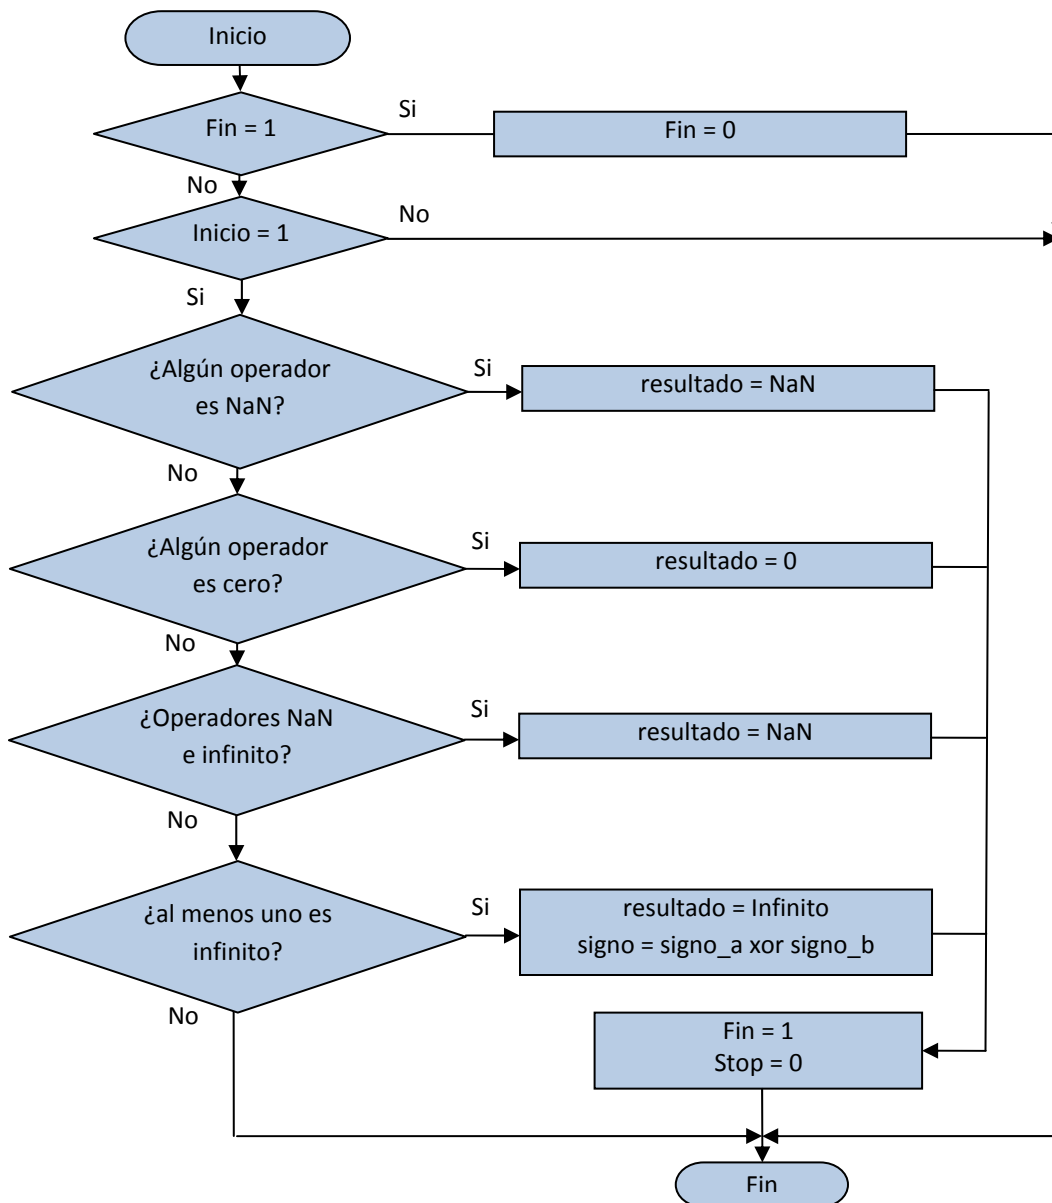 Inicio
Si
Fin = 1
Fin = 0
No
No
Inicio = 1
Si
¿Algún operador
es NaN?
Si
resultado = NaN
No
¿Algún operador
es cero?
Si
resultado = 0
No
¿Operadores NaN
e infinito?
Si
resultado = NaN
No
¿al menos uno es
infinito?
Si
resultado = Infinito
signo = signo_a xor signo_b
No
Fin = 1
Stop = 0
Fin